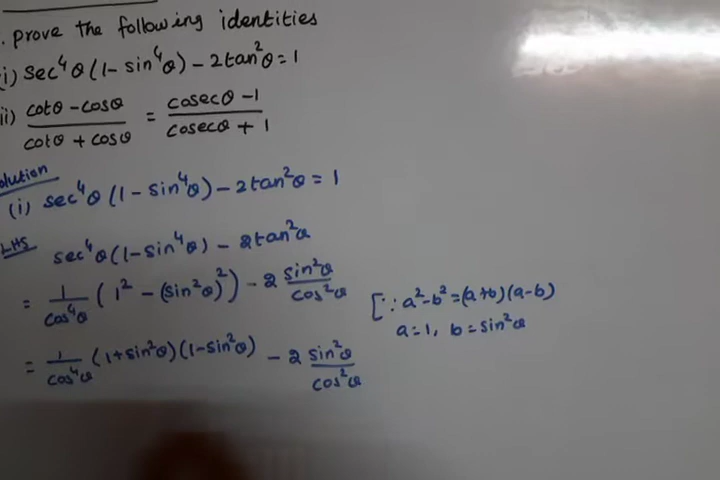 . Prove the following identities
(i) sec⁴θ(1-sin⁴θ)-2tan²θ=1
ii) cotθ-cosθ / cotθ+cosθ = cosecθ-1 / cosecθ+1
olution
(i) sec⁴θ(1-sin⁴θ)-2tan²θ=1
LHS
sec⁴θ(1-sin⁴θ)-2tan²θ
= 1/cos⁴θ (1²-(sin²θ)²)-2 sin²θ/cos²θ
[∵ a²-b²=(a+b)(a-b)
a=1, b=sin²θ
= 1/cos⁴θ (1+sin²θ)(1-sin²θ) -2 sin²θ/cos²θ